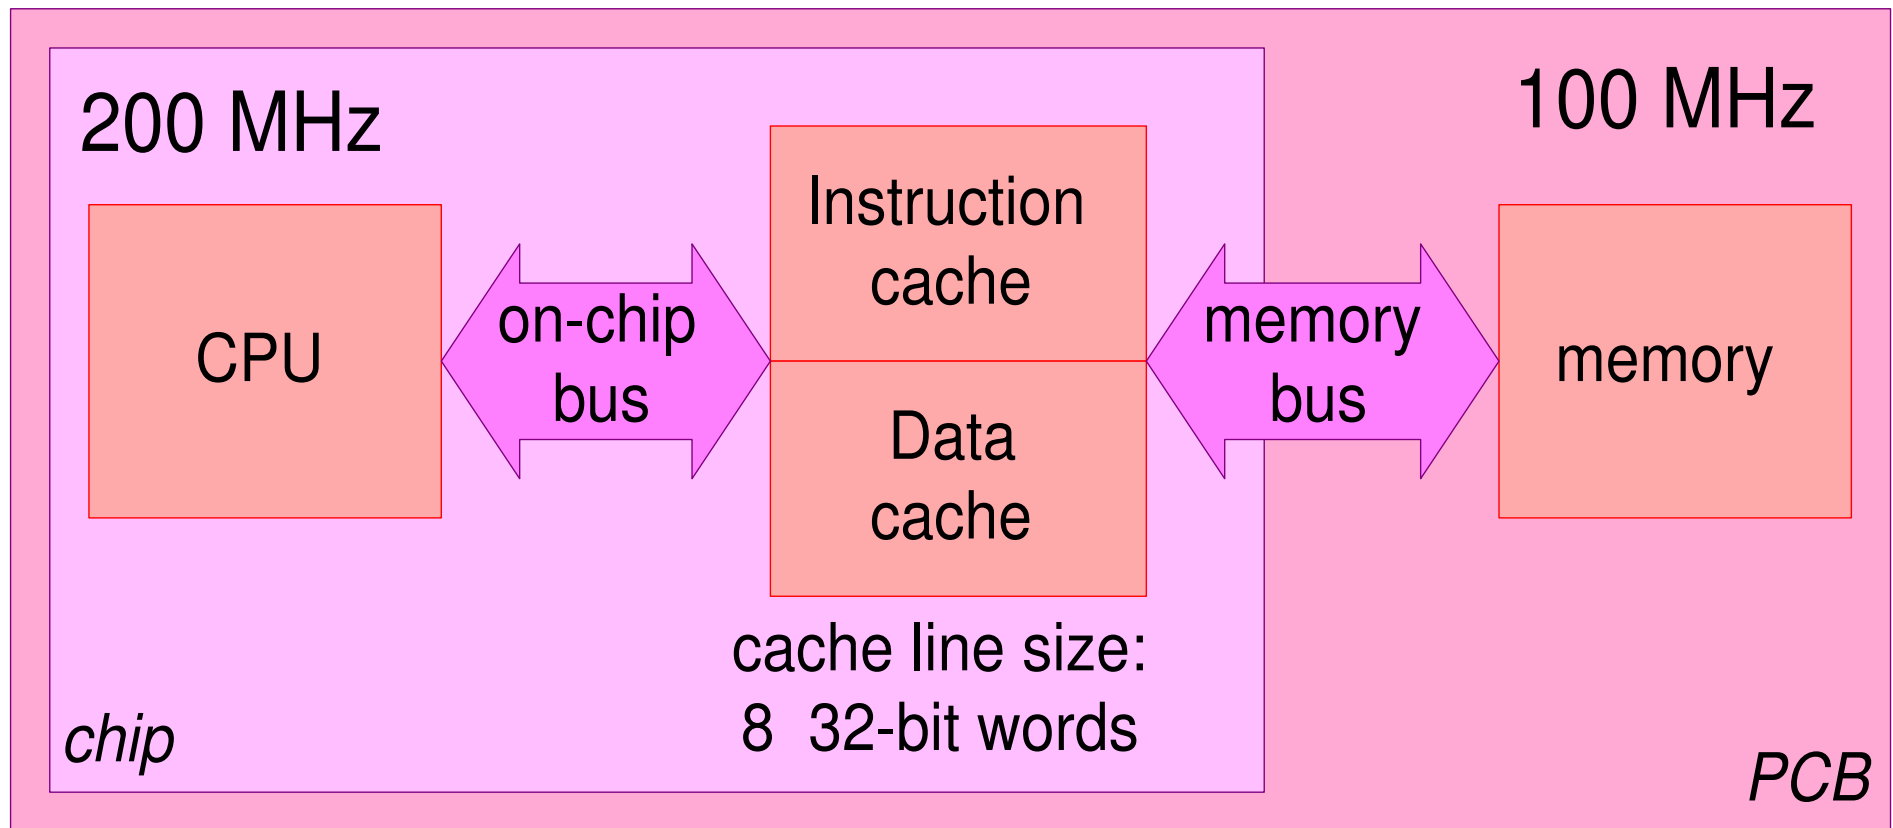 200 MHz
100 MHz
CPU
on-chip
bus
Instruction
cache
Data
cache
memory
bus
memory
cache line size:
8  32-bit words
chip
PCB